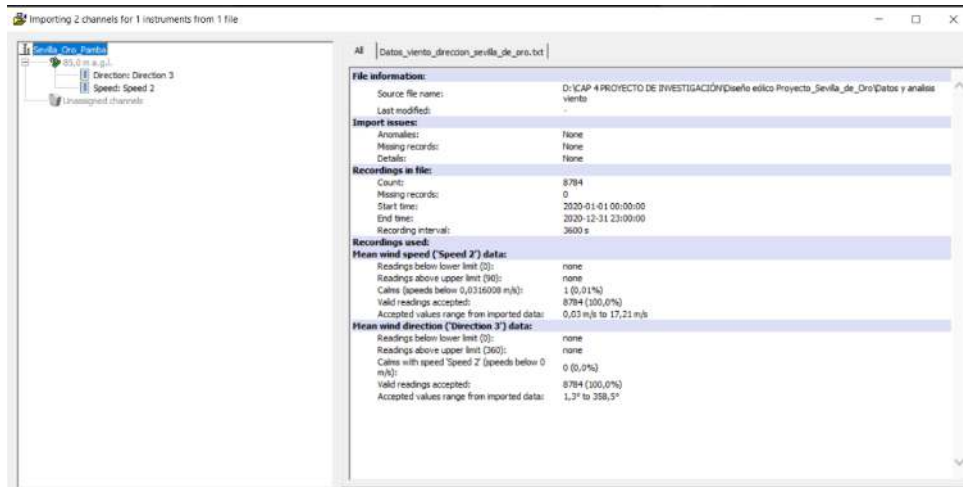 Importing 2 channels for 1 instruments from 1 file
Sevilla_Oro_Pamba
85,0 m a.g.l.
Direction: Direction 3
Speed: Speed 2
Unassigned channels
All Datos_viento_direccion_sevilla_de_oro.txt
File information:
Source file name: D:\CAP 4 PROYECTO DE INVESTIGACIÓN\Diseño eólico Proyecto_Sevilla_de_Oro\Datos y analisis
viento
Last modified: -
Import issues:
Anomalies: None
Missing records: None
Details: None
Recordings in file:
Count: 8784
Missing records: 0
Start time: 2020-01-01 00:00:00
End time: 2020-12-31 23:00:00
Recording interval: 3600 s
Recordings used:
Mean wind speed ('Speed 2') data:
Readings below lower limit (0): none
Readings above upper limit (90): none
Calms (speeds below 0,0316008 m/s): 1 (0,01%)
Valid readings accepted: 8784 (100,0%)
Accepted values range from imported data: 0,03 m/s to 17,21 m/s
Mean wind direction ('Direction 3') data:
Readings below lower limit (0): none
Readings above upper limit (360): none
Calms with speed 'Speed 2' (speeds below 0
m/s): 0 (0,0%)
Valid readings accepted: 8784 (100,0%)
Accepted values range from imported data: 1,3° to 358,5°